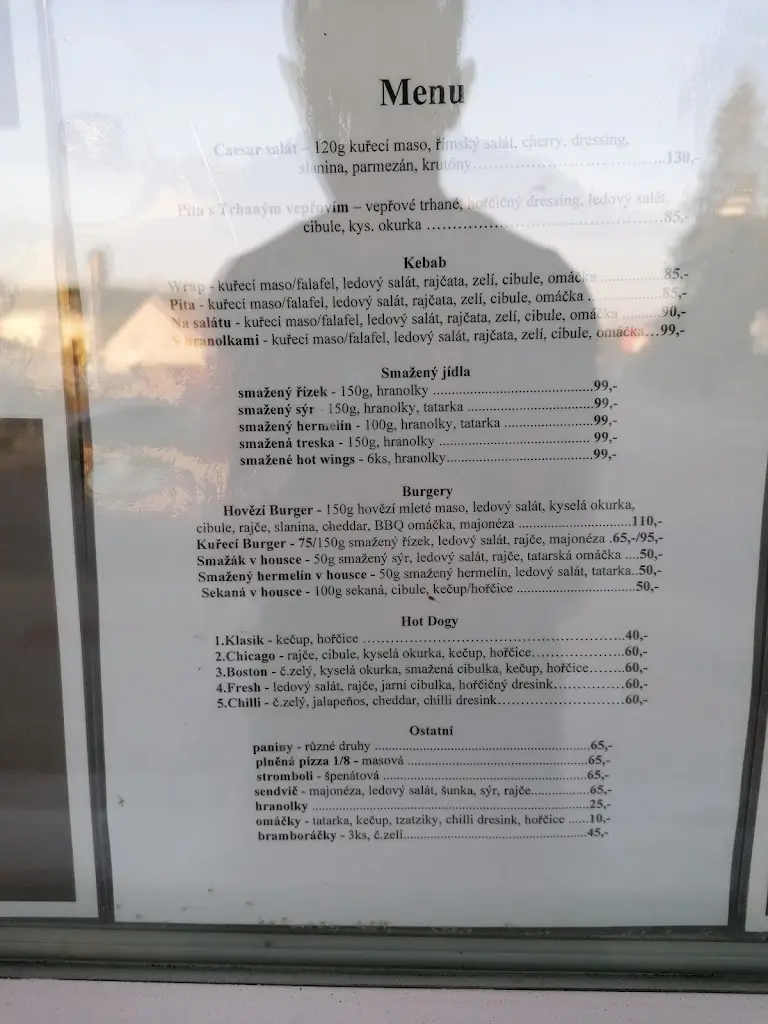 Menu
Caesar salát – 120g kuřecí maso, římský salát, cherry, dressing,
slanina, parmezán, krutóny..........130,-
Pita s Trhaným vepřovím – vepřové trhané, hořčičný dressing, ledový salát,
cibule, kys. okurka ..........85,-
Kebab
Wrap - kuřecí maso/falafel, ledový salát, rajčata, zelí, cibule, omáčka ..........85,-
Pita - kuřecí maso/falafel, ledový salát, rajčata, zelí, cibule, omáčka ..........85,-
Na salátu - kuřecí maso/falafel, ledový salát, rajčata, zelí, cibule, omáčka ..........90,-
S hranolkami - kuřecí maso/falafel, ledový salát, rajčata, zelí, cibule, omáčka...99,-
Smažený jídla
smažený řízek - 150g, hranolky ..........99,-
smažený sýr - 150g, hranolky, tatarka ..........99,-
smažený hermelín - 100g, hranolky, tatarka ..........99,-
smažená treska - 150g, hranolky .......... 99,-
smažené hot wings - 6ks, hranolky..........99,-
Burgery
Hovězí Burger - 150g hovězí mleté maso, ledový salát, kyselá okurka,
cibule, rajče, slanina, cheddar, BBQ omáčka, majonéza ..........110,-
Kuřecí Burger - 75/150g smažený řízek, ledový salát, rajče, majonéza .65,-/95,-
Smažák v housce - 50g smažený sýr, ledový salát, rajče, tatarská omáčka ....50,-
Smažený hermelín v housce - 50g smažený hermelín, ledový salát, tatarka..50,-
Sekaná v housce - 100g sekaná, cibule, kečup/hořčice ..........50,-
Hot Dogy
1.Klasik - kečup, hořčice ..........40,-
2.Chicago - rajče, cibule, kyselá okurka, kečup, hořčice..........60,-
3.Boston - č.zelý, kyselá okurka, smažená cibulka, kečup, hořčice.......60,-
4.Fresh - ledový salát, rajče, jarní cibulka, hořčičný dresink..........60,-
5.Chilli - č.zelý, jalapeňos, cheddar, chilli dresink..........60,-
Ostatní
paniny - různé druhy ..........65,-
plněná pizza 1/8 - masová ..........65,-
stromboli - špenátová ..........65,-
sendvič - majonéza, ledový salát, šunka, sýr, rajče..........65,-
hranolky ..........25,-
omáčky - tatarka, kečup, tzatziky, chilli dresink, hořčice ......10,-
bramboráčky - 3ks, č.zelí..........45,-